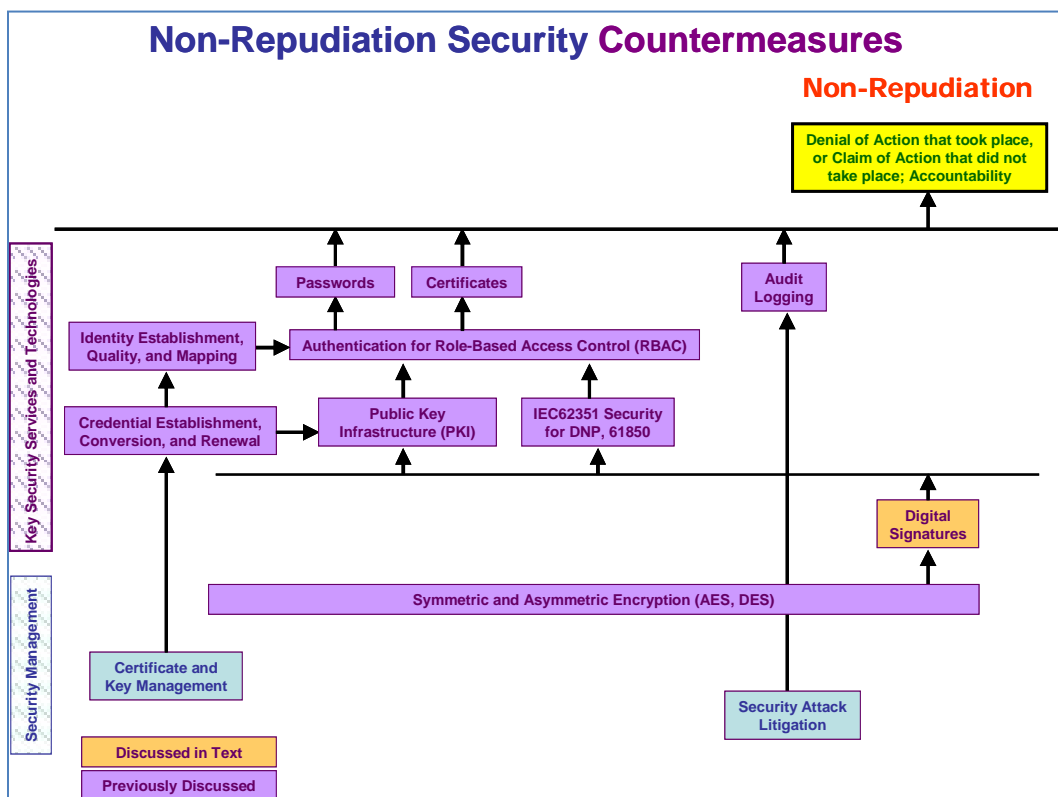 Non-Repudiation Security Countermeasures
Non-Repudiation
Denial of Action that took place,
or Claim of Action that did not
take place; Accountability
Key Security Services and Technologies
Passwords
Certificates
Audit
Logging
Identity Establishment,
Quality, and Mapping
Authentication for Role-Based Access Control (RBAC)
Credential Establishment,
Conversion, and Renewal
Public Key
Infrastructure (PKI)
IEC62351 Security
for DNP, 61850
Digital
Signatures
Symmetric and Asymmetric Encryption (AES, DES)
Security Management
Certificate and
Key Management
Security Attack
Litigation
Discussed in Text
Previously Discussed